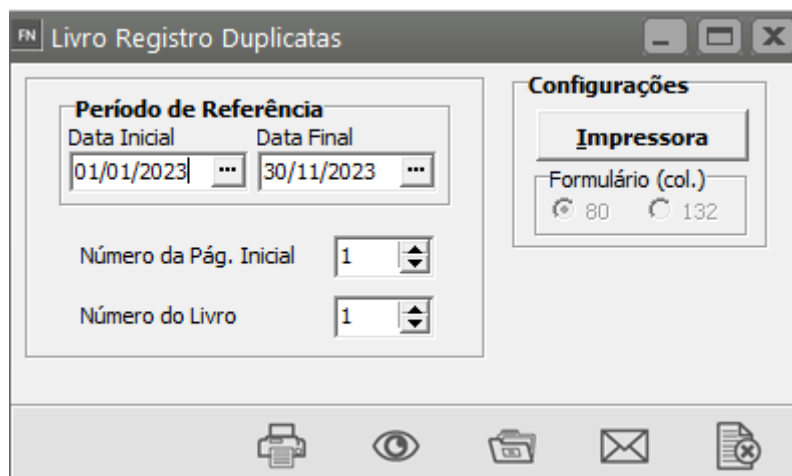 FN Livro Registro Duplicatas
Período de Referência
Data Inicial Data Final
01/01/2023 ... 30/11/2023 ...
Número da Pág. Inicial 1
Número do Livro 1
Configurações
Impressora
Formulário (col.)
80 132